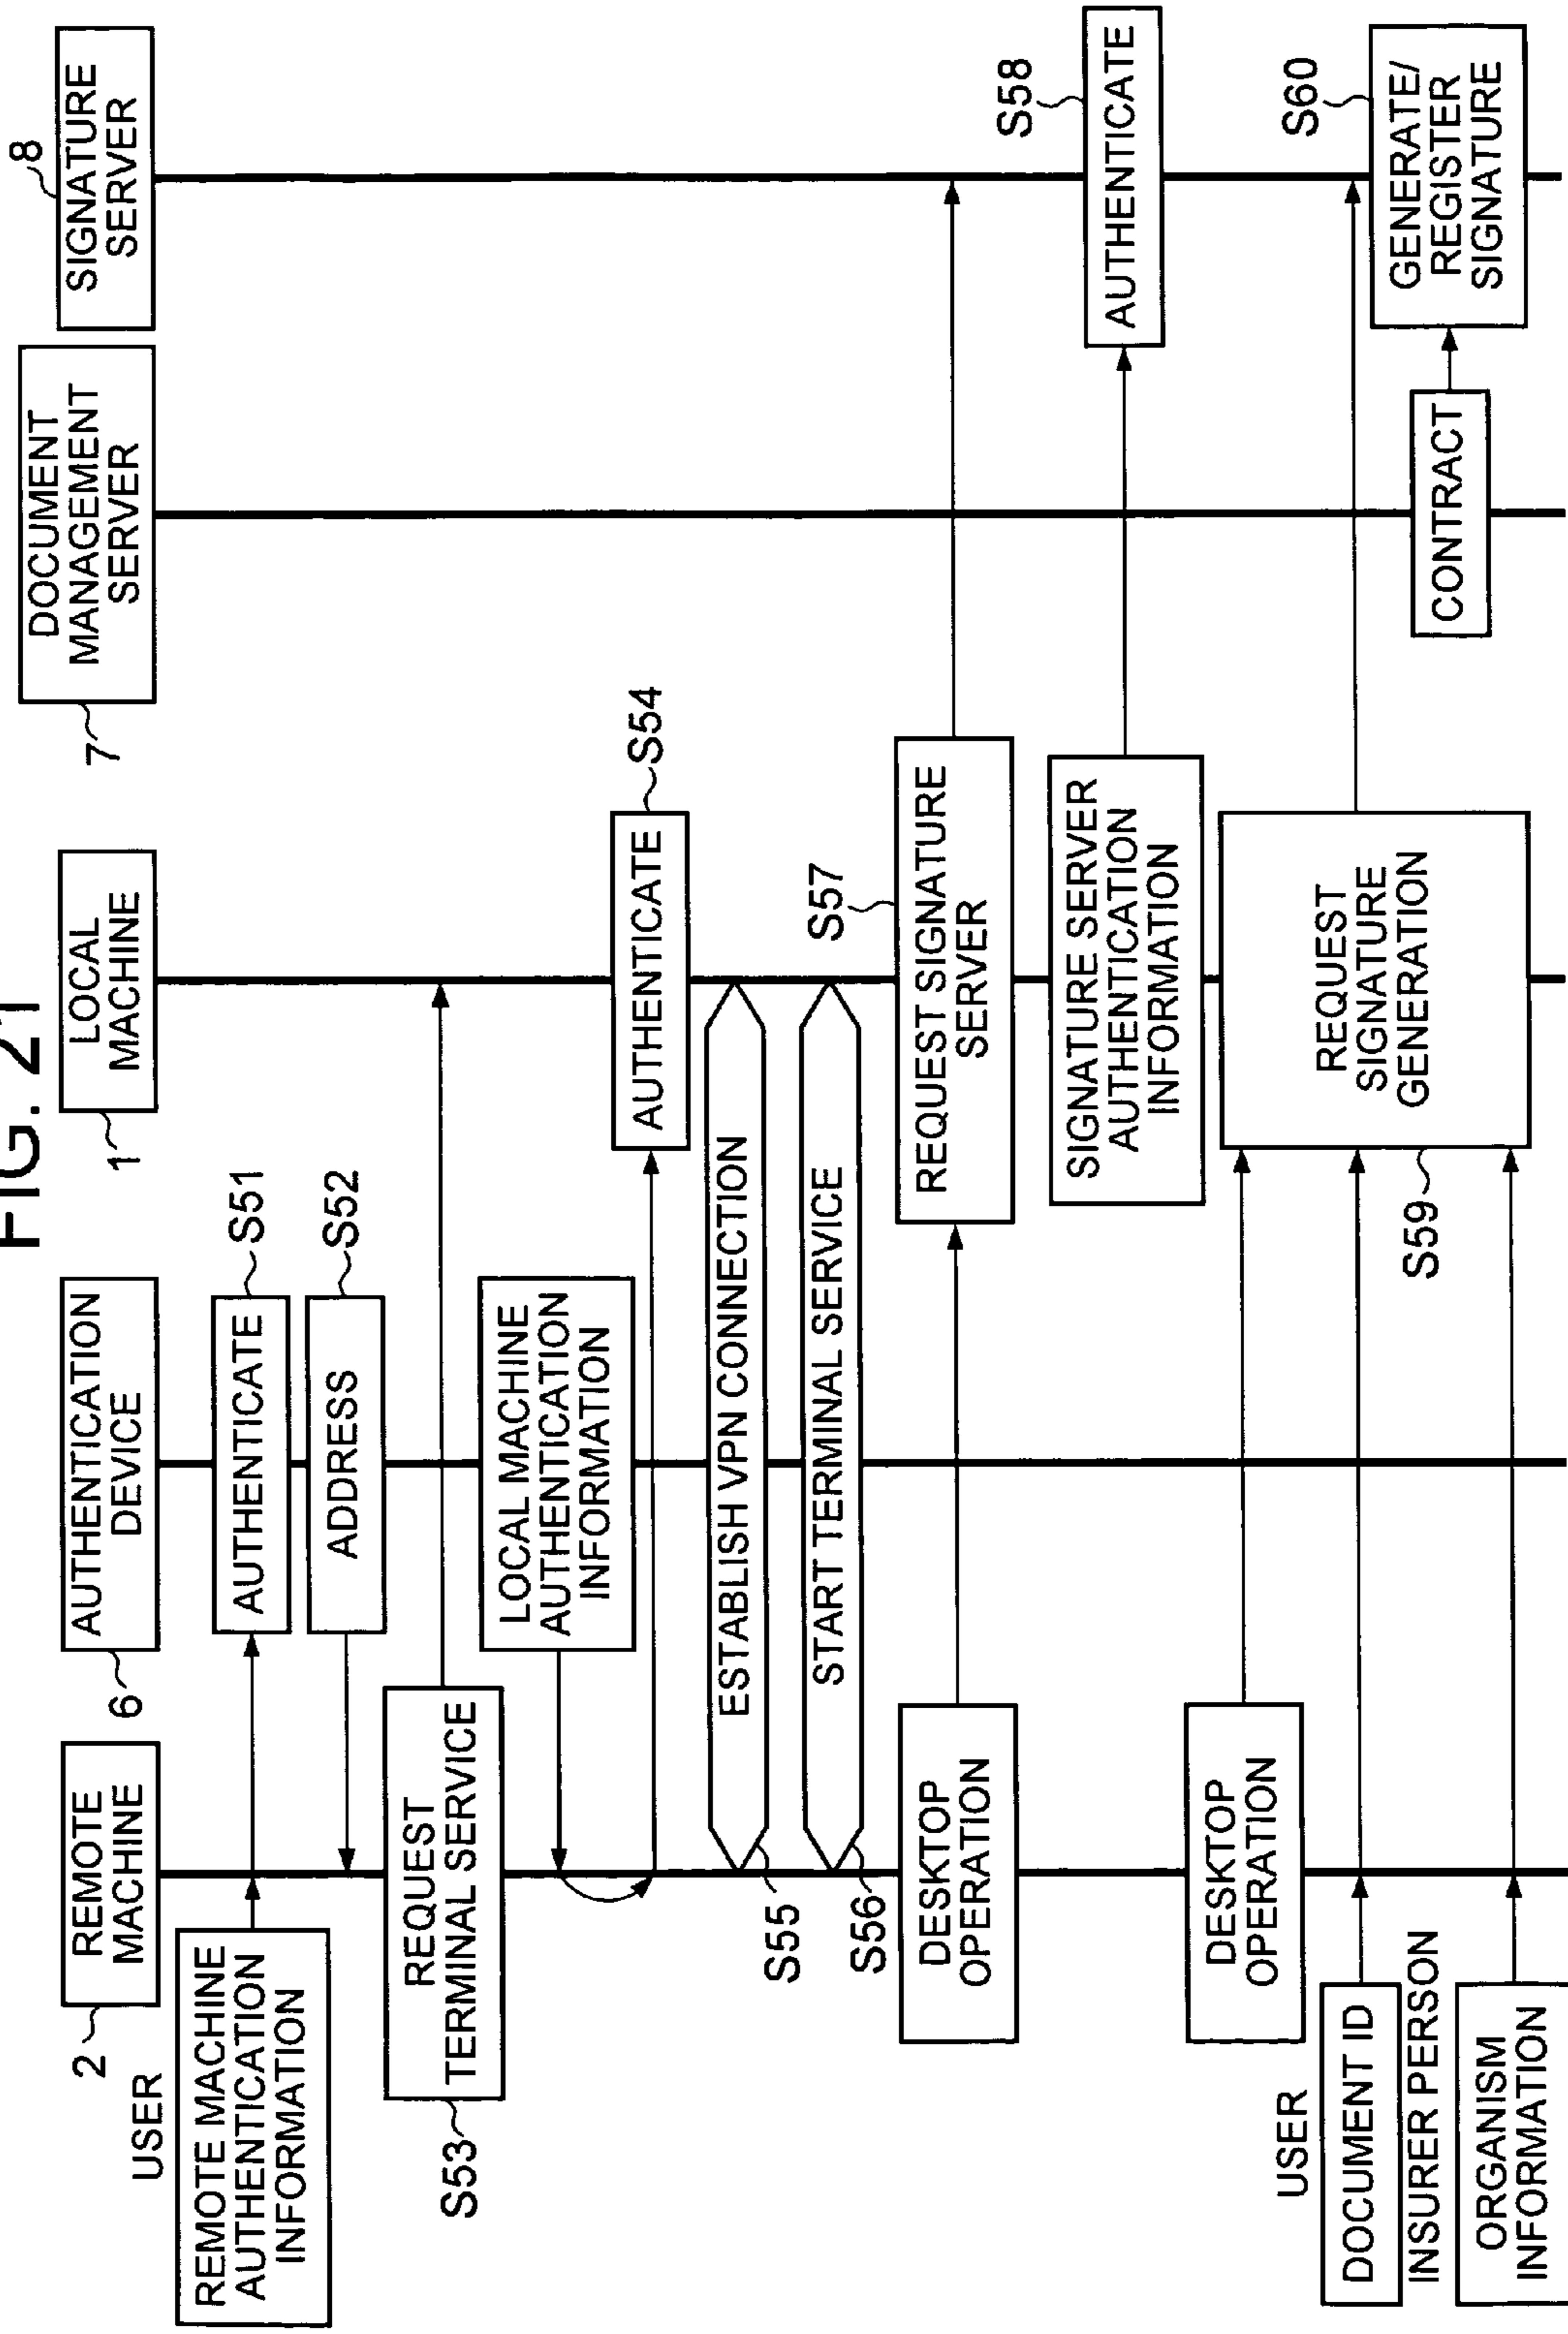 FIG. 21
2
REMOTE
MACHINE
6
AUTHENTICATION
DEVICE
1
LOCAL
MACHINE
7
DOCUMENT
MANAGEMENT
SERVER
8
SIGNATURE
SERVER
USER
REMOTE MACHINE
AUTHENTICATION
INFORMATION
AUTHENTICATE
S51
ADDRESS
S52
S53
REQUEST
TERMINAL SERVICE
LOCAL MACHINE
AUTHENTICATION
INFORMATION
AUTHENTICATE
S54
ESTABLISH VPN CONNECTION
S55
START TERMINAL SERVICE
S56
DESKTOP
OPERATION
S57
REQUEST SIGNATURE
SERVER
SIGNATURE SERVER
AUTHENTICATION
INFORMATION
S58
AUTHENTICATE
DESKTOP
OPERATION
USER
DOCUMENT ID
INSURER PERSON
ORGANISM
INFORMATION
S59
REQUEST
SIGNATURE
GENERATION
CONTRACT
S60
GENERATE/
REGISTER
SIGNATURE